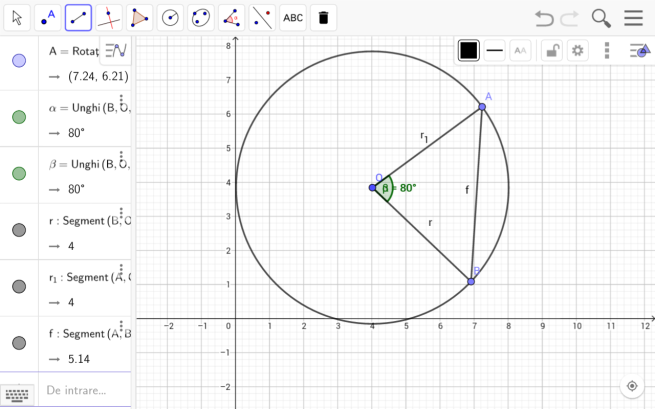 ABC
A = Rotaț
→ (7.24, 6.21)
α = Unghi(B, O,
→ 80°
β = Unghi(B, O,
→ 80°
r : Segment(B, O
→ 4
r₁ : Segment(A,
→ 4
f : Segment(A, B
→ 5.14
De intrare...
AA
8
7
6
5
4
3
2
1
0
−1
−2
−2 −1 0 1 2 3 4 5 6 7 8 9 10 11 12
A
r₁
O
β = 80°
f
r
B